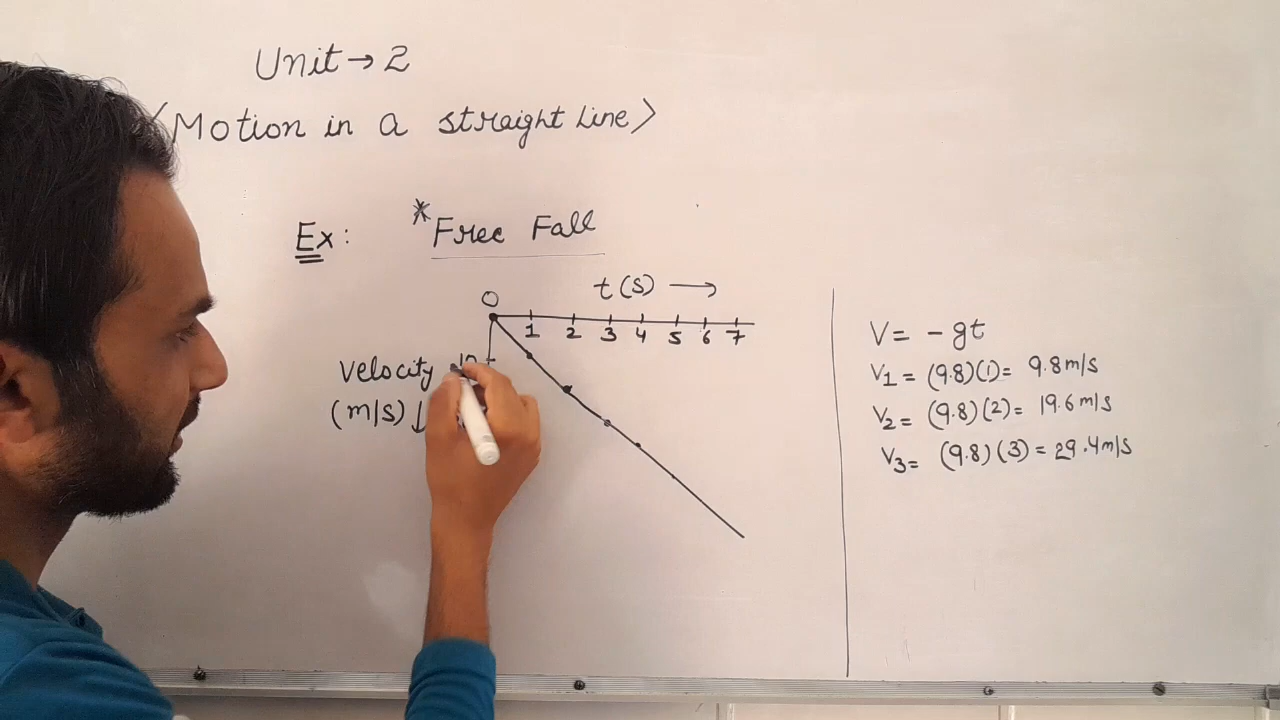 Unit → 2
<Motion in a straight Line>
Ex: * Free Fall
O
t(s) →
1 2 3 4 5 6 7
Velocity
(m/s) ↓
V = -gt
V1 = (9.8)(1) = 9.8 m/s
V2 = (9.8)(2) = 19.6 m/s
V3 = (9.8)(3) = 29.4 m/s